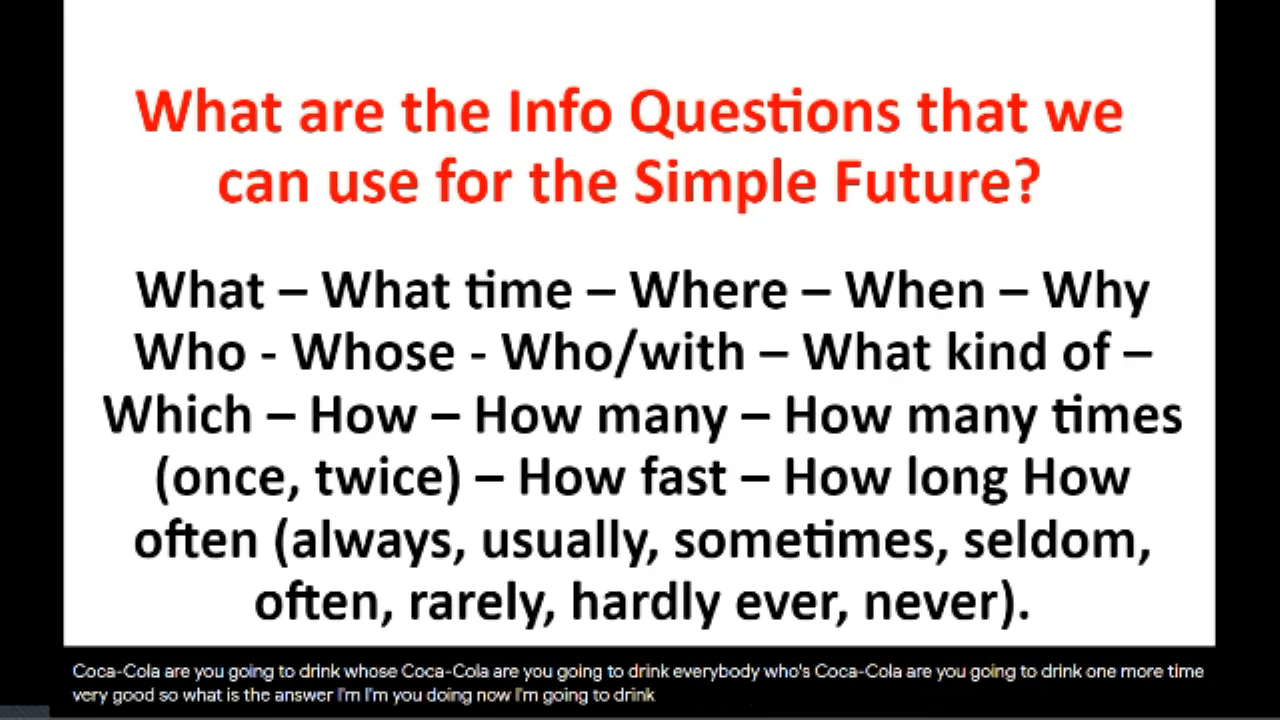 What are the Info Questions that we
can use for the Simple Future?
What – What time – Where – When – Why
Who - Whose - Who/with – What kind of –
Which – How – How many – How many times
(once, twice) – How fast – How long How
often (always, usually, sometimes, seldom,
often, rarely, hardly ever, never).
Coca-Cola are you going to drink whose Coca-Cola are you going to drink everybody who's Coca-Cola are you going to drink one more time
very good so what is the answer I'm I'm you doing now I'm going to drink